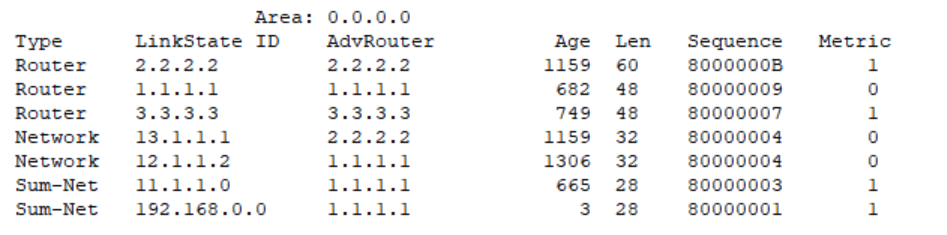 Area: 0.0.0.0
Type LinkState ID AdvRouter Age Len Sequence Metric
Router 2.2.2.2 2.2.2.2 1159 60 8000000B 1
Router 1.1.1.1 1.1.1.1 682 48 80000009 0
Router 3.3.3.3 3.3.3.3 749 48 80000007 1
Network 13.1.1.1 2.2.2.2 1159 32 80000004 0
Network 12.1.1.2 1.1.1.1 1306 32 80000004 0
Sum-Net 11.1.1.0 1.1.1.1 665 28 80000003 1
Sum-Net 192.168.0.0 1.1.1.1 3 28 80000001 1